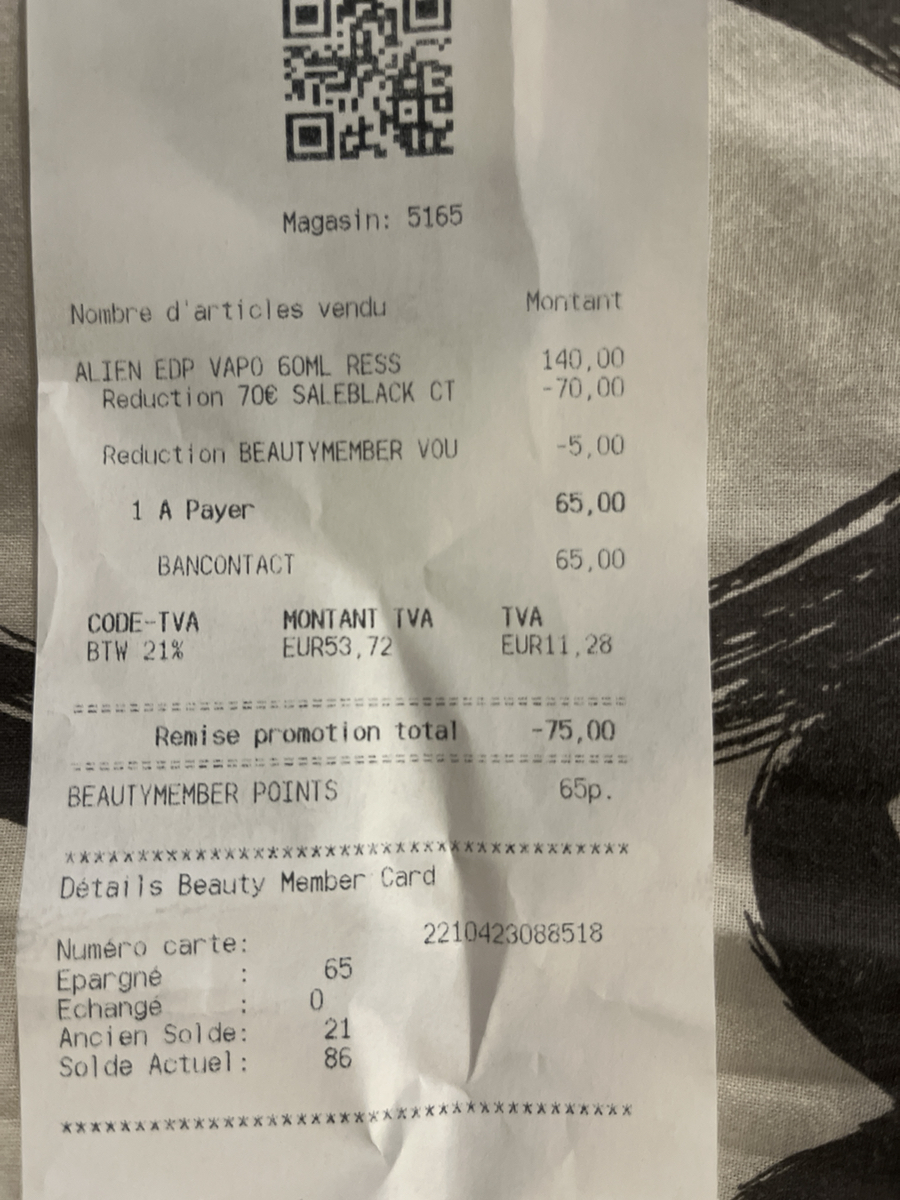 Magasin: 5165
Nombre d'articles vendu Montant
ALIEN EDP VAPO 60ML RESS 140,00
Reduction 70€ SALEBLACK CT -70,00
Reduction BEAUTYMEMBER VOU -5,00
1 A Payer 65,00
BANCONTACT 65,00
CODE-TVA MONTANT TVA TVA
BTW 21% EUR53,72 EUR11,28
============================================
Remise promotion total -75,00
============================================
BEAUTYMEMBER POINTS 65p.
****************************************
Détails Beauty Member Card
Numéro carte: 2210423088518
Epargné : 65
Echangé : 0
Ancien Solde: 21
Solde Actuel: 86
****************************************